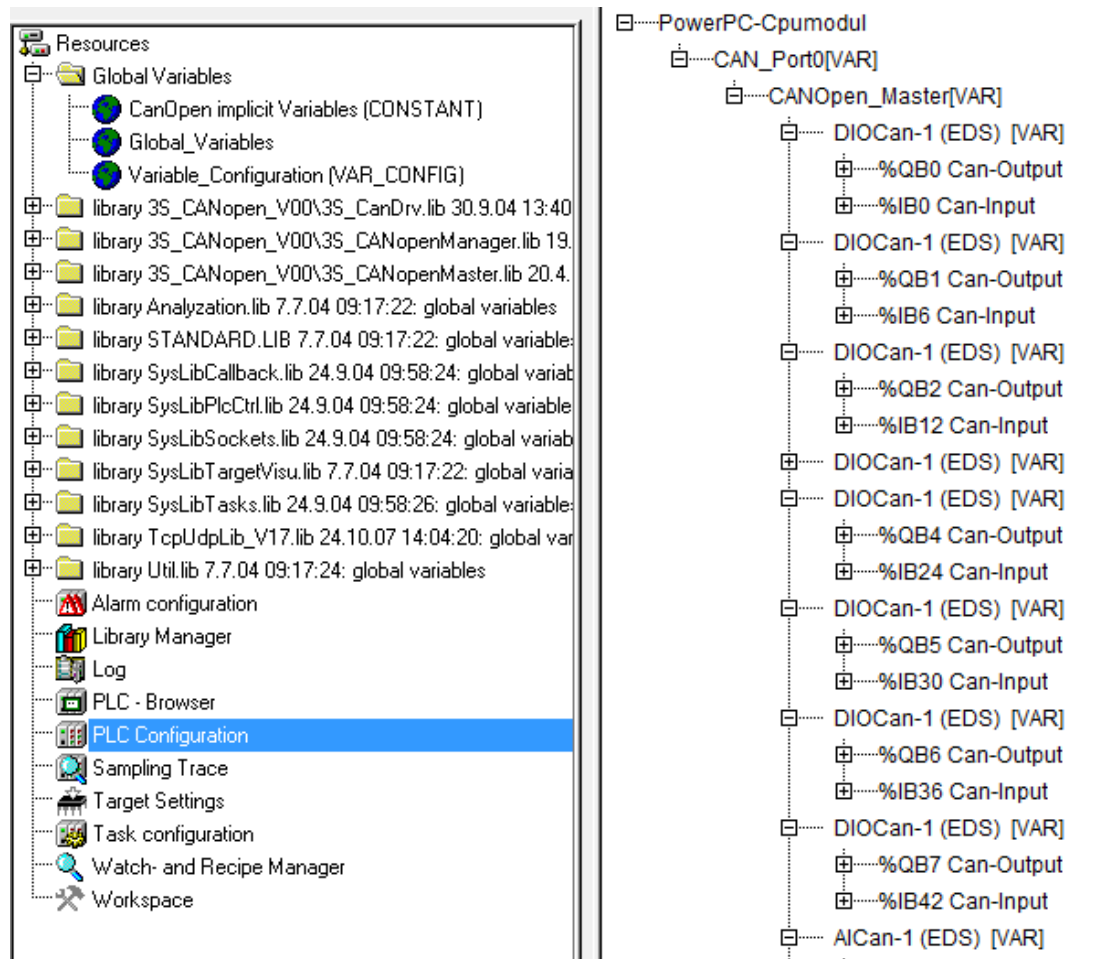 Resources
Global Variables
CanOpen implicit Variables (CONSTANT)
Global_Variables
Variable_Configuration (VAR_CONFIG)
library 3S_CANopen_V00\3S_CanDrv.lib 30.9.04 13:40
library 3S_CANopen_V00\3S_CANopenManager.lib 19.
library 3S_CANopen_V00\3S_CANopenMaster.lib 20.4.
library Analyzation.lib 7.7.04 09:17:22: global variables
library STANDARD.LIB 7.7.04 09:17:22: global variable
library SysLibCallback.lib 24.9.04 09:58:24: global variab
library SysLibPlcCtrl.lib 24.9.04 09:58:24: global variable
library SysLibSockets.lib 24.9.04 09:58:24: global variab
library SysLibTargetVisu.lib 7.7.04 09:17:22: global varia
library SysLibTasks.lib 24.9.04 09:58:26: global variable
library TcpUdpLib_V17.lib 24.10.07 14:04:20: global var
library Util.lib 7.7.04 09:17:24: global variables
Alarm configuration
Library Manager
Log
PLC - Browser
PLC Configuration
Sampling Trace
Target Settings
Task configuration
Watch- and Recipe Manager
Workspace
PowerPC-Cpumodul
CAN_Port0[VAR]
CANOpen_Master[VAR]
DIOCan-1 (EDS) [VAR]
%QB0 Can-Output
%IB0 Can-Input
DIOCan-1 (EDS) [VAR]
%QB1 Can-Output
%IB6 Can-Input
DIOCan-1 (EDS) [VAR]
%QB2 Can-Output
%IB12 Can-Input
DIOCan-1 (EDS) [VAR]
DIOCan-1 (EDS) [VAR]
%QB4 Can-Output
%IB24 Can-Input
DIOCan-1 (EDS) [VAR]
%QB5 Can-Output
%IB30 Can-Input
DIOCan-1 (EDS) [VAR]
%QB6 Can-Output
%IB36 Can-Input
DIOCan-1 (EDS) [VAR]
%QB7 Can-Output
%IB42 Can-Input
AICan-1 (EDS) [VAR]